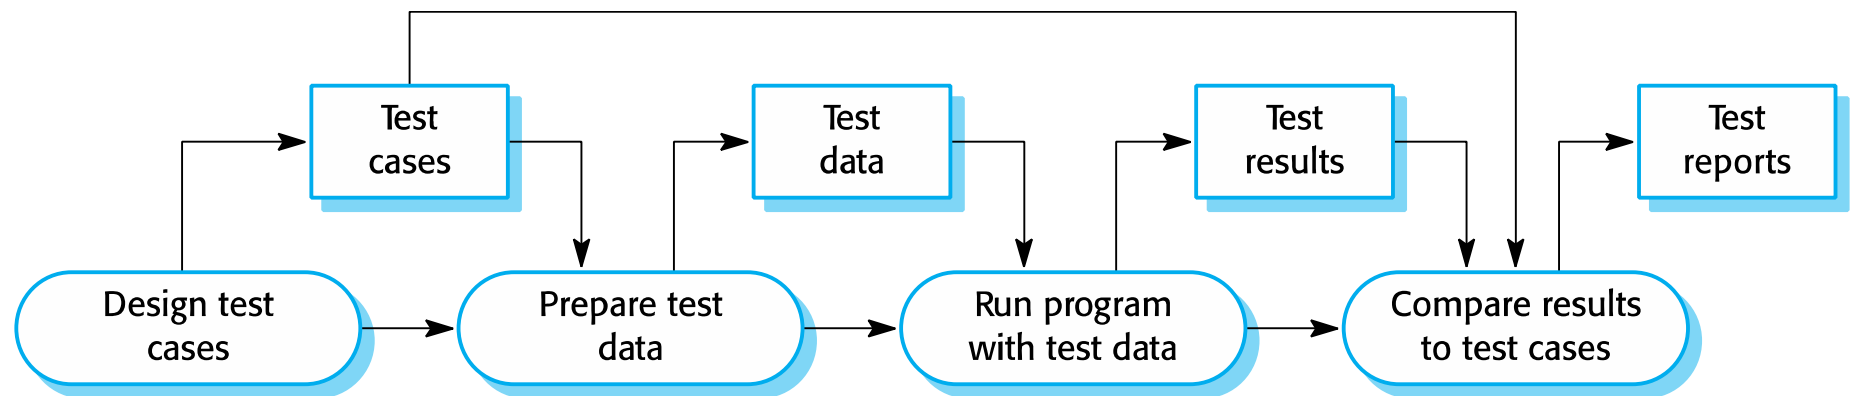 Test
cases
Test
data
Test
results
Test
reports
Design test
cases
Prepare test
data
Run program
with test data
Compare results
to test cases